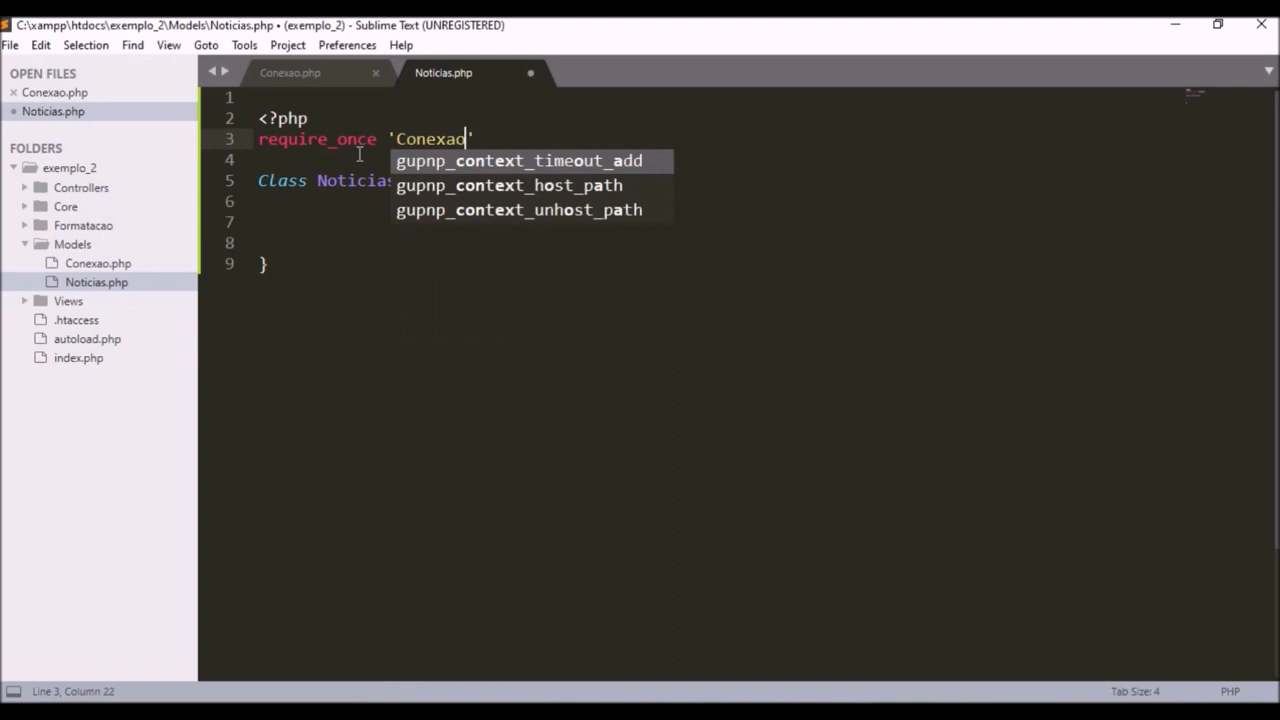 C:\xampp\htdocs\exemplo_2\Models\Noticias.php • (exemplo_2) - Sublime Text (UNREGISTERED)
File Edit Selection Find View Goto Tools Project Preferences Help
OPEN FILES
Conexao.php
Noticias.php
FOLDERS
exemplo_2
Controllers
Core
Formatacao
Models
Conexao.php
Noticias.php
Views
.htaccess
autoload.php
index.php
Conexao.php Noticias.php
1
2 <?php
3 require_once 'Conexao'
4
5 Class Noticias
6
7
8
9 }
gupnp_context_timeout_add
gupnp_context_host_path
gupnp_context_unhost_path
Line 3, Column 22 Tab Size: 4 PHP